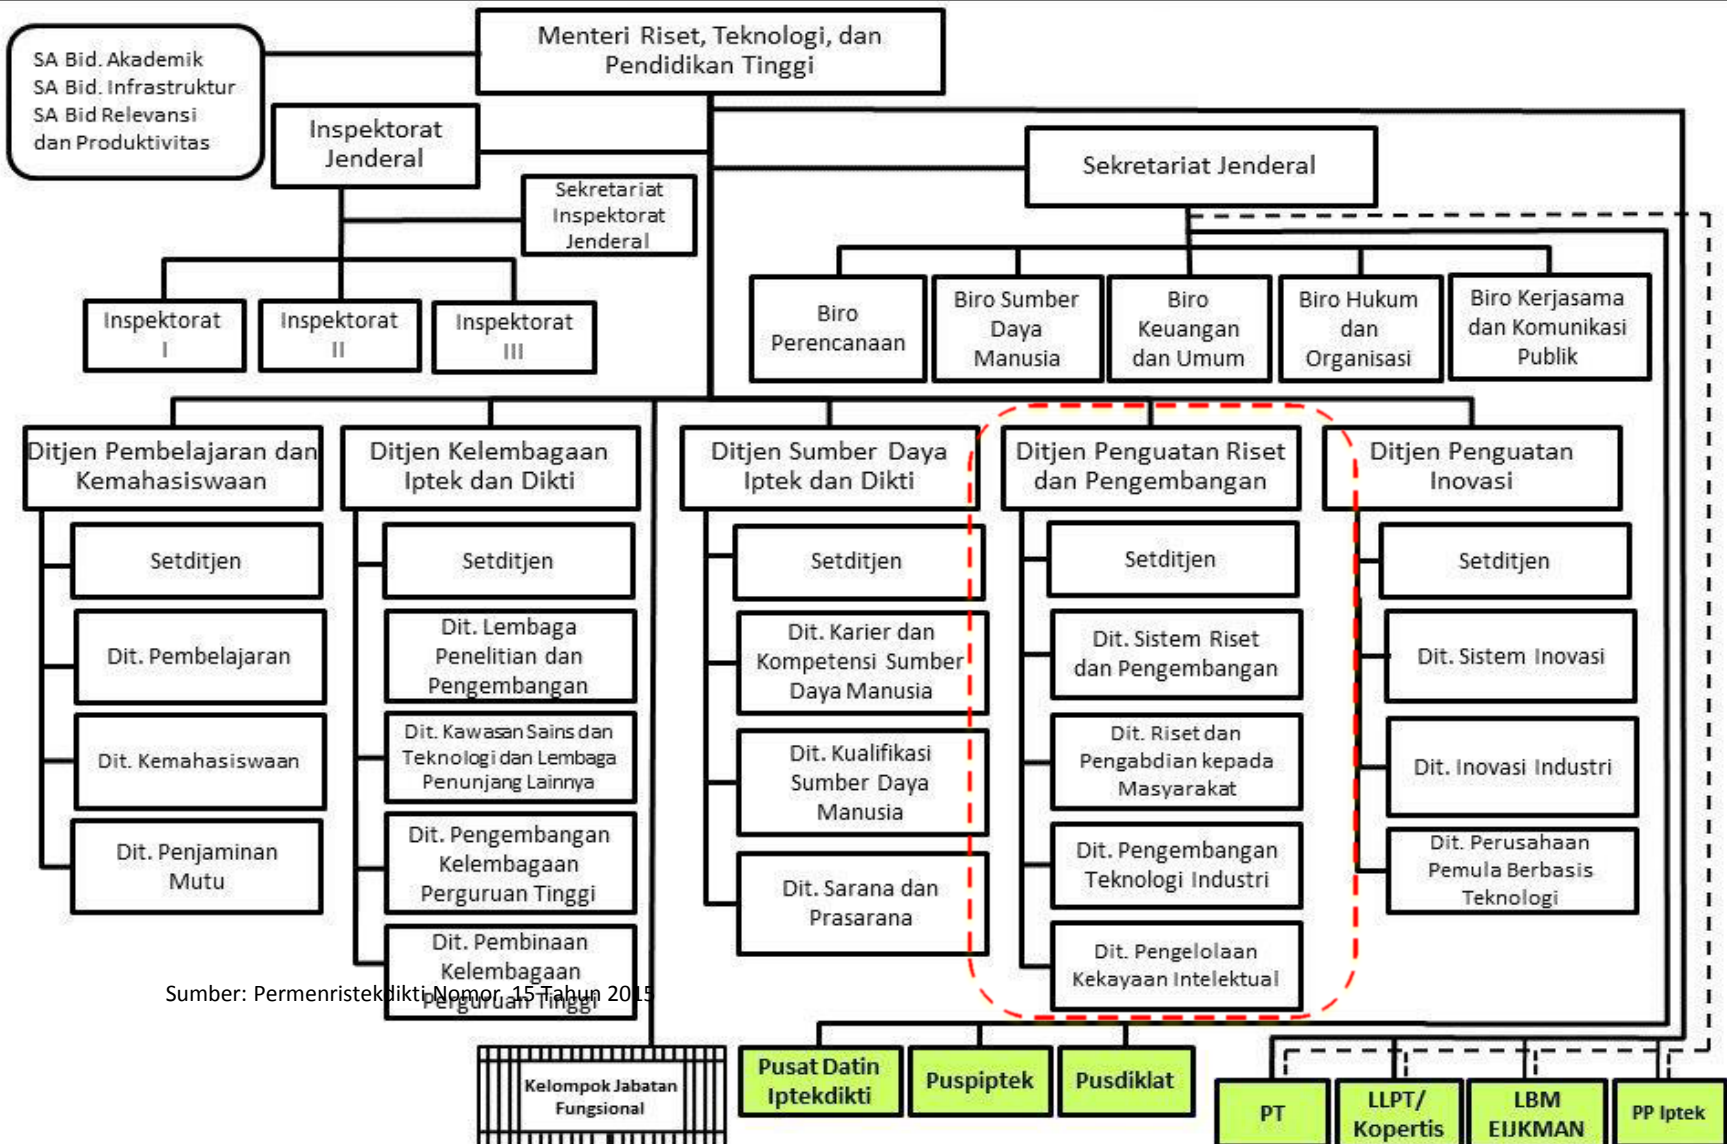 Menteri Riset, Teknologi, dan
Pendidikan Tinggi
SA Bid. Akademik
SA Bid. Infrastruktur
SA Bid Relevansi
dan Produktivitas
Inspektorat
Jenderal
Sekretariat Jenderal
Sekretariat
Inspektorat
Jenderal
Inspektorat
I
Inspektorat
II
Inspektorat
III
Biro
Perencanaan
Biro Sumber
Daya
Manusia
Biro
Keuangan
dan Umum
Biro Hukum
dan
Organisasi
Biro Kerjasama
dan Komunikasi
Publik
Ditjen Pembelajaran dan
Kemahasiswaan
Setditjen
Dit. Pembelajaran
Dit. Kemahasiswaan
Dit. Penjaminan
Mutu
Ditjen Kelembagaan
Iptek dan Dikti
Setditjen
Dit. Lembaga
Penelitian dan
Pengembangan
Dit. Kawasan Sains dan
Teknologi dan Lembaga
Penunjang Lainnya
Dit. Pengembangan
Kelembagaan
Perguruan Tinggi
Dit. Pembinaan
Kelembagaan
Perguruan Tinggi
Ditjen Sumber Daya
Iptek dan Dikti
Setditjen
Dit. Karier dan
Kompetensi Sumber
Daya Manusia
Dit. Kualifikasi
Sumber Daya
Manusia
Dit. Sarana dan
Prasarana
Ditjen Penguatan Riset
dan Pengembangan
Setditjen
Dit. Sistem Riset
dan Pengembangan
Dit. Riset dan
Pengabdian kepada
Masyarakat
Dit. Pengembangan
Teknologi Industri
Dit. Pengelolaan
Kekayaan Intelektual
Ditjen Penguatan
Inovasi
Setditjen
Dit. Sistem Inovasi
Dit. Inovasi Industri
Dit. Perusahaan
Pemula Berbasis
Teknologi
Sumber: Permenristekdikti Nomor 15 Tahun 2015
Kelompok Jabatan
Fungsional
Pusat Datin
Iptekdikti
Puspiptek
Pusdiklat
PT
LLPT/
Kopertis
LBM
EIJKMAN
PP Iptek